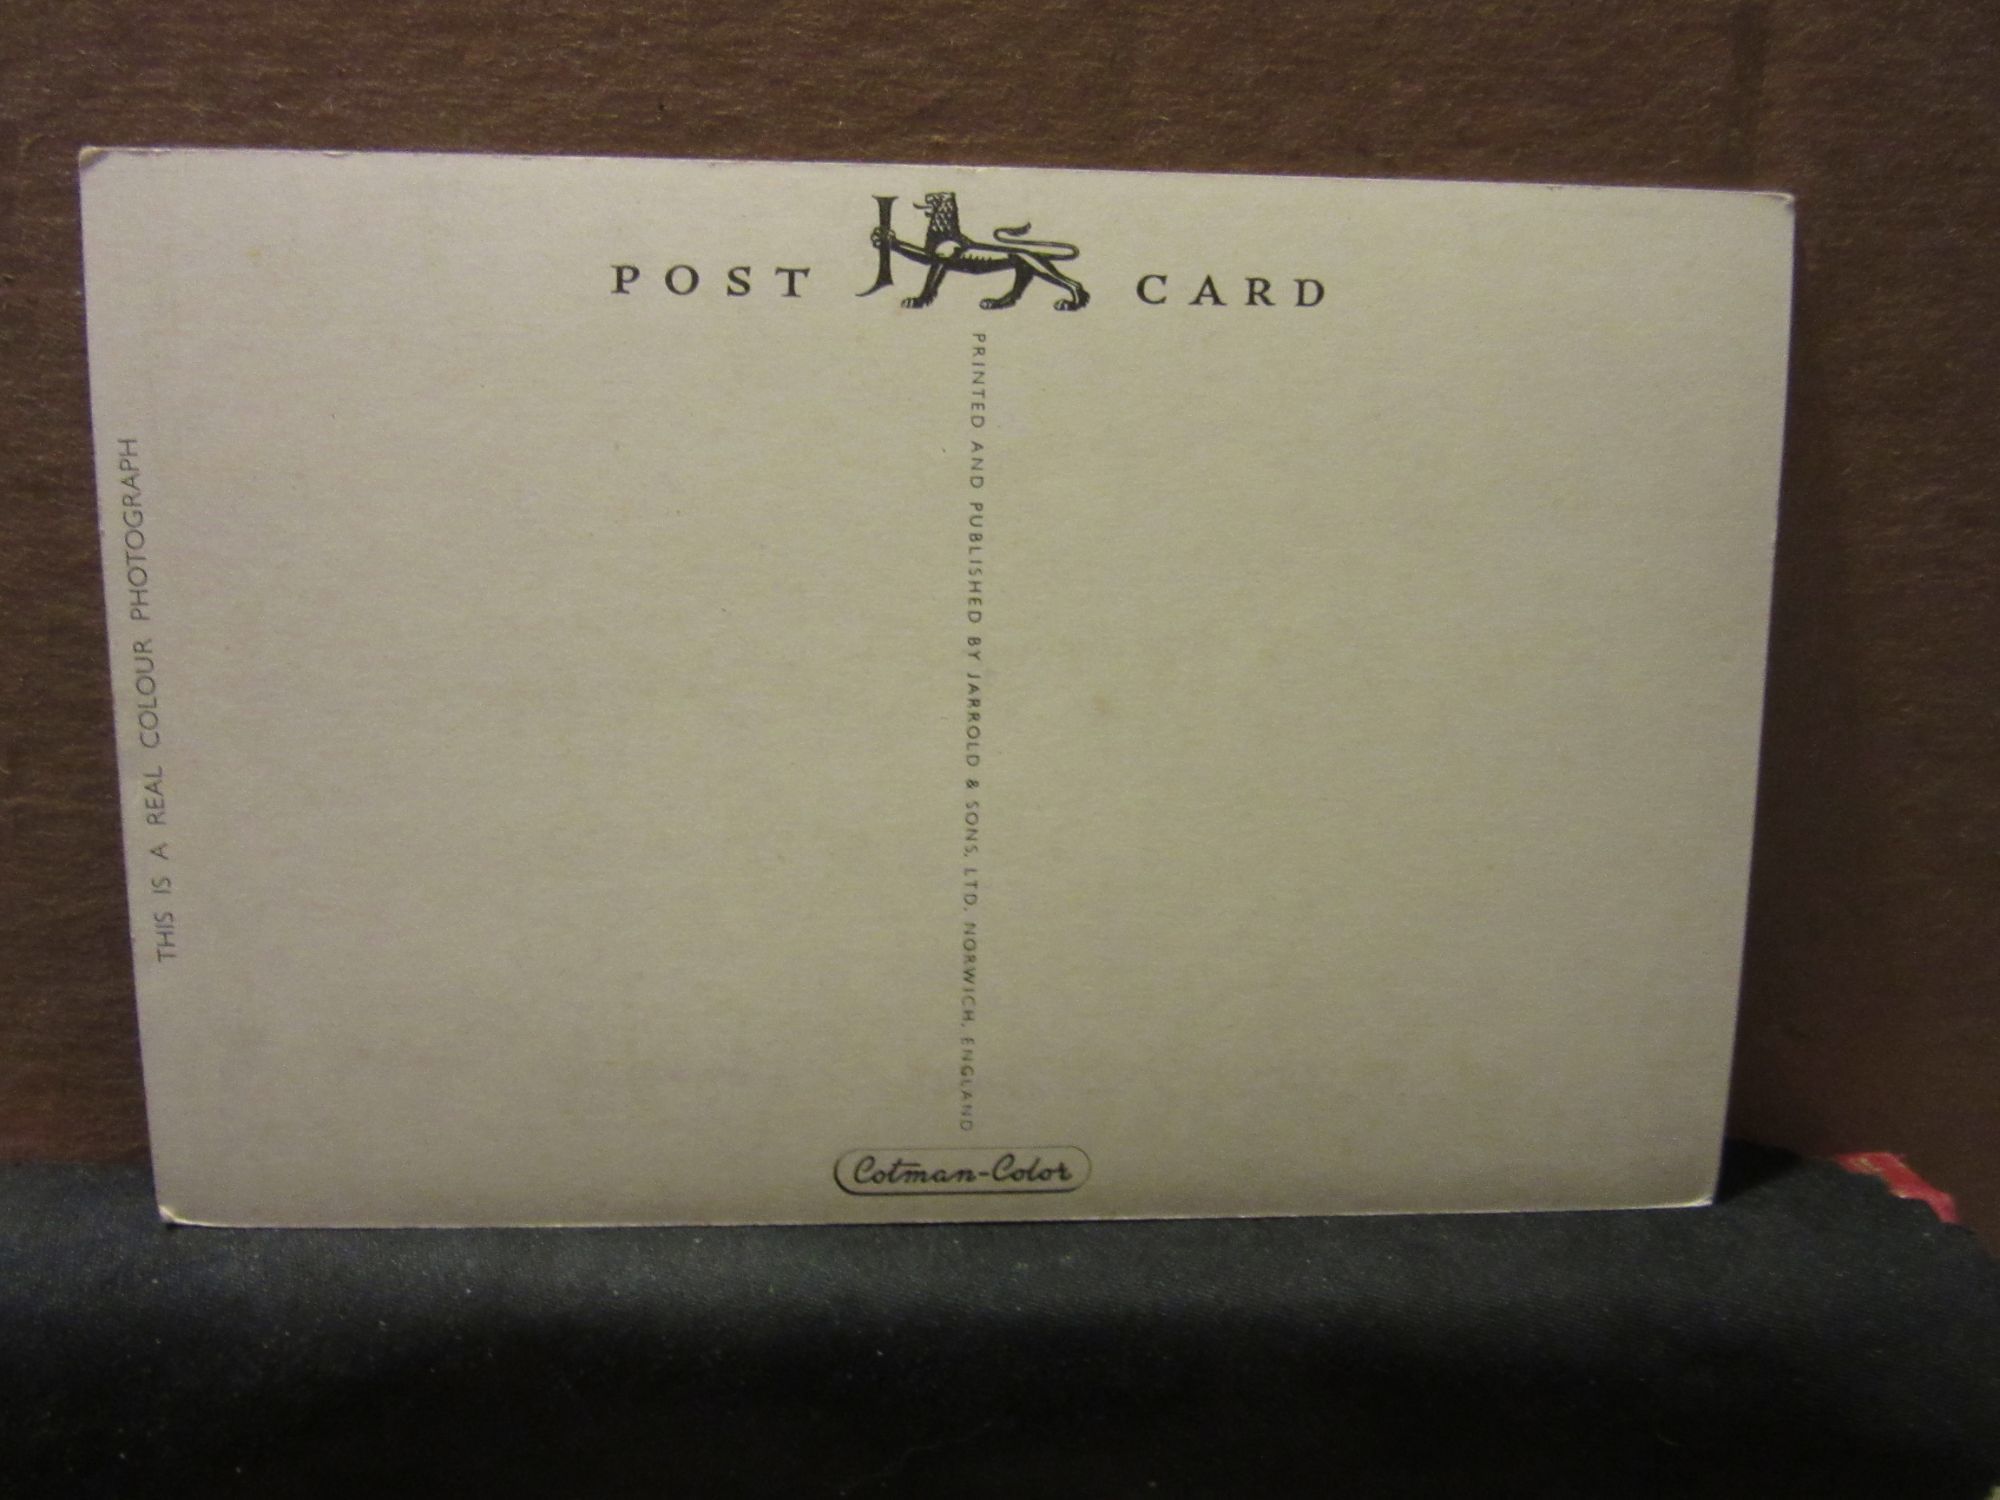 POST J CARD
THIS IS A REAL COLOUR PHOTOGRAPH
PRINTED AND PUBLISHED BY JARROLD & SONS, LTD. NORWICH, ENGLAND
Cotman-Color